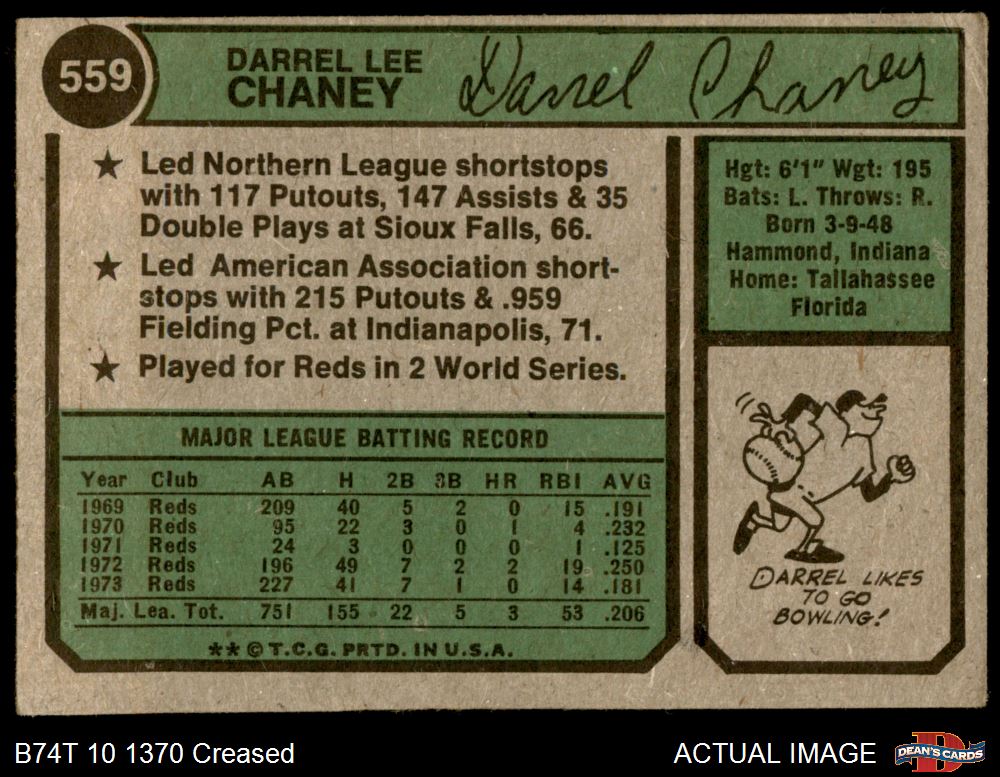 559
DARREL LEE
CHANEY
Darrel Chaney
★ Led Northern League shortstops
with 117 Putouts, 147 Assists & 35
Double Plays at Sioux Falls, 66.
★ Led American Association short-
stops with 215 Putouts & .959
Fielding Pct. at Indianapolis, 71.
★ Played for Reds in 2 World Series.
Hgt: 6'1" Wgt: 195
Bats: L. Throws: R.
Born 3-9-48
Hammond, Indiana
Home: Tallahassee
Florida
MAJOR LEAGUE BATTING RECORD
Year Club AB H 2B 3B HR RBI AVG
1969 Reds 209 40 5 2 0 15 .191
1970 Reds 95 22 3 0 1 4 .232
1971 Reds 24 3 0 0 0 1 .125
1972 Reds 196 49 7 2 2 19 .250
1973 Reds 227 41 7 1 0 14 .181
Maj. Lea. Tot. 751 155 22 5 3 53 .206
** © T.C.G. PRTD. IN U.S.A.
DARREL LIKES
TO GO
BOWLING!
B74T 10 1370 Creased
ACTUAL IMAGE
DEAN'S CARDS